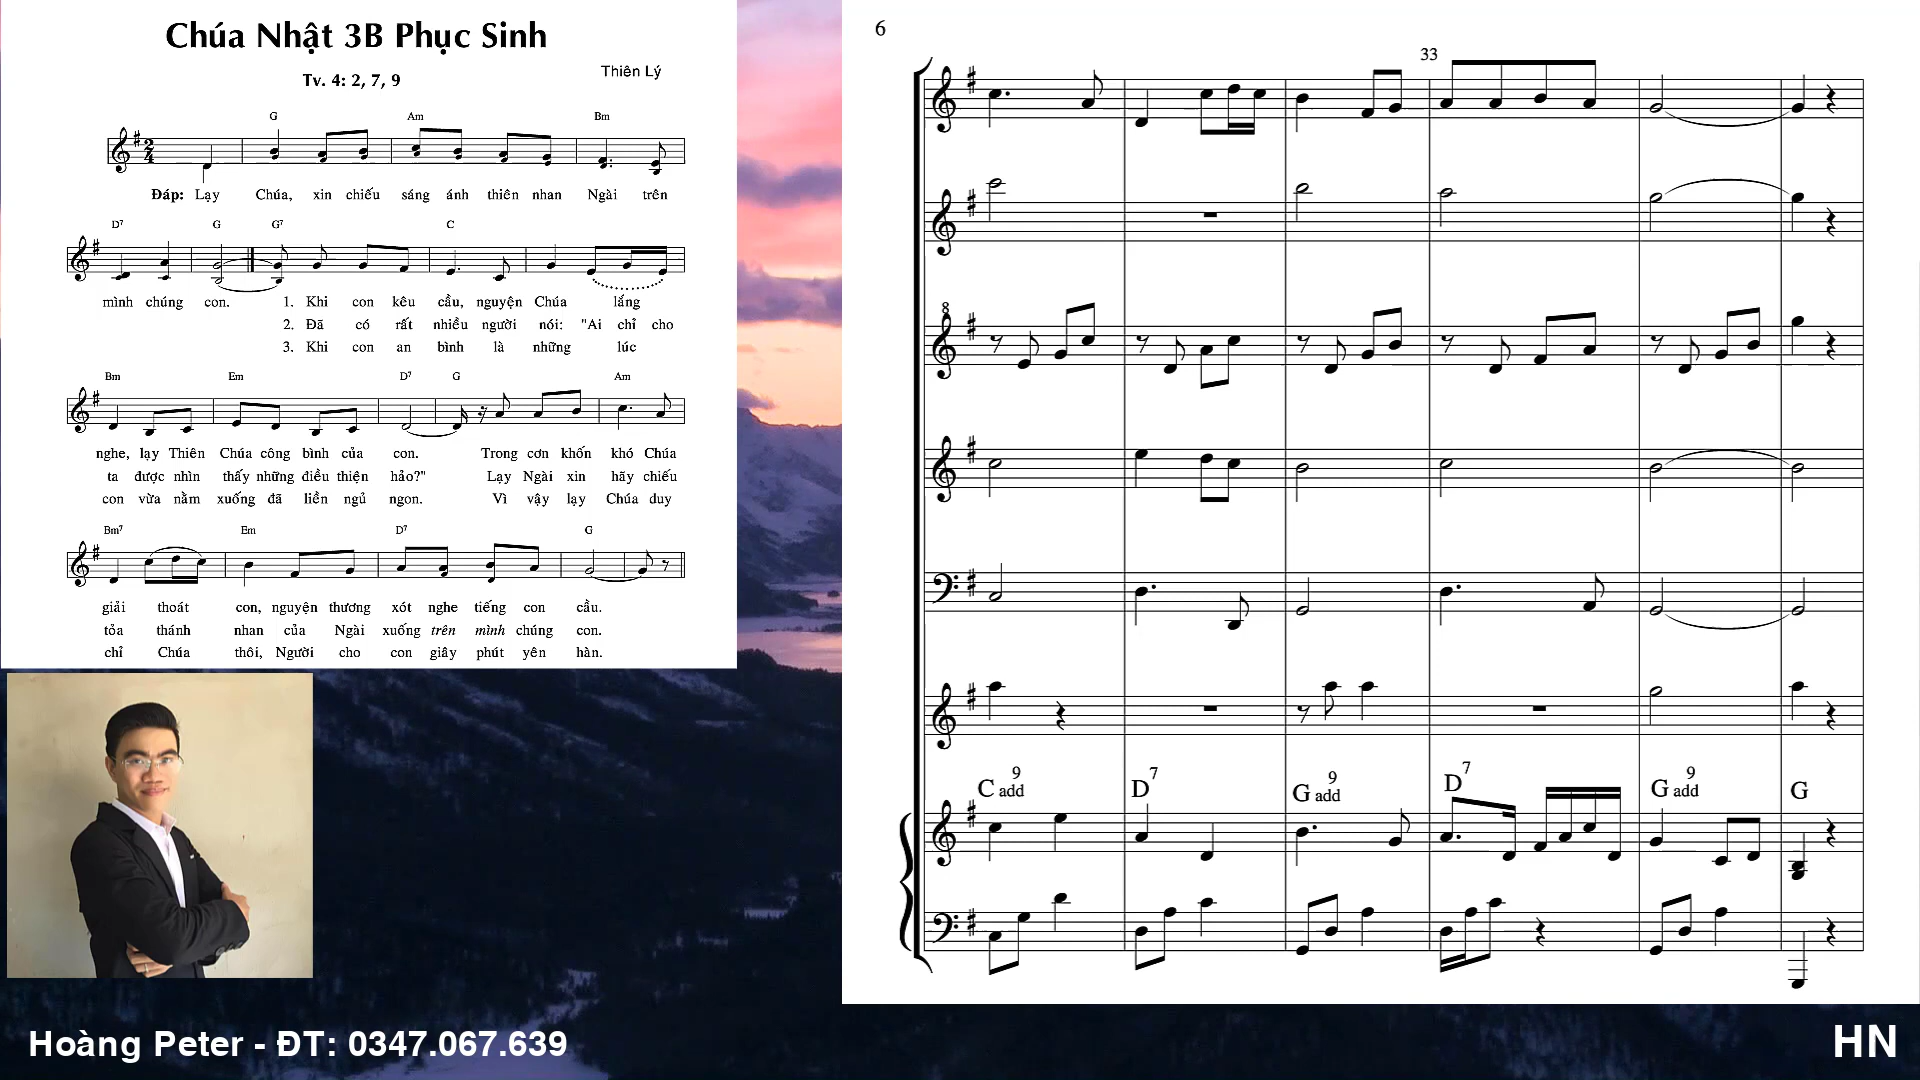 Chúa Nhật 3B Phục Sinh
Tv. 4: 2, 7, 9
Thiên Lý
G Am Bm
Đáp: Lạy Chúa, xin chiếu sáng ánh thiên nhan Ngài trên
D7 G G7 C
mình chúng con. 1. Khi con kêu cầu, nguyện Chúa lắng
2. Đã có rất nhiều người nói: "Ai chỉ cho
3. Khi con an bình là những lúc
Bm Em D7 G Am
nghe, lạy Thiên Chúa công bình của con. Trong cơn khốn khó Chúa
ta được nhìn thấy những điều thiện hảo?" Lạy Ngài xin hãy chiếu
con vừa nằm xuống đã liền ngủ ngon. Vì vậy lạy Chúa duy
Bm7 Em D7 G
giải thoát con, nguyện thương xót nghe tiếng con cầu.
tỏa thánh nhan của Ngài xuống trên mình chúng con.
chỉ Chúa thôi, Người cho con giây phút yên hàn.
6
33
8
C add 9 D7 G add 9 D7 G add 9 G
Hoàng Peter - ĐT: 0347.067.639
HN